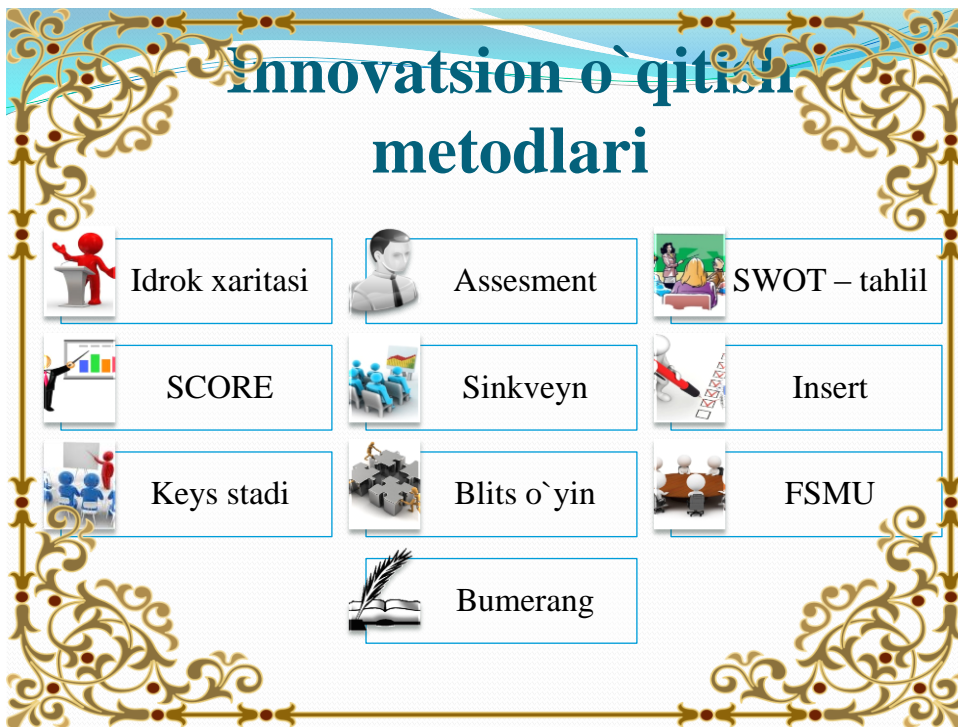 Innovatsion o`qitish
metodlari
Idrok xaritasi
Assesment
SWOT – tahlil
SCORE
Sinkveyn
Insert
Keys stadi
Blits o`yin
FSMU
Bumerang